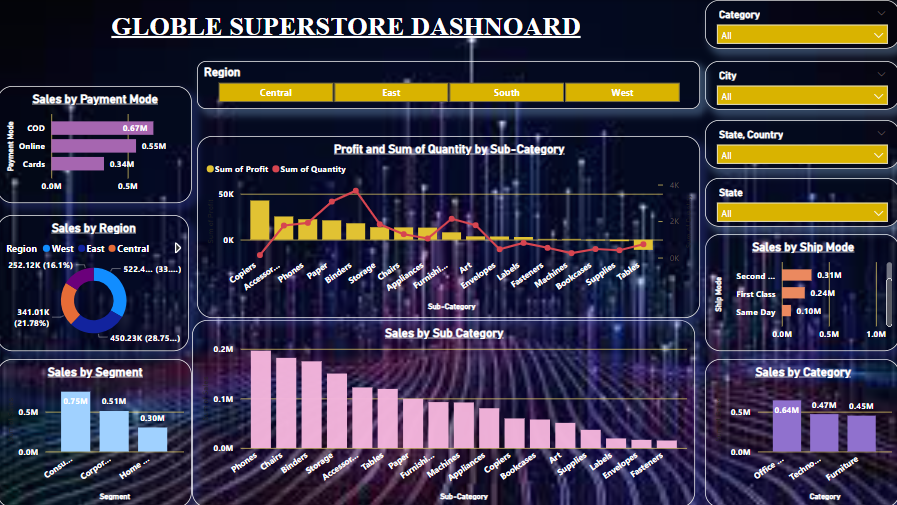 GLOBLE SUPERSTORE DASHNOARD
Category
All
City
All
State, Country
All
State
All
Region
Central East South West
Sales by Payment Mode
Payment Mode
COD 0.67M
Online 0.55M
Cards 0.34M
0.0M 0.5M
Sales by Region
Region West East Central
252.12K (16.1%) 522.4... (33....)
341.01K
(21.78%)
450.23K (28.75...)
Sales by Segment
0.5M
0.0M
0.75M 0.51M 0.30M
Consu... Corpor... Home ...
Segment
Profit and Sum of Quantity by Sub-Category
Sum of Profit Sum of Quantity
50K
0K
4K
2K
0K
Copiers Accessor... Phones Paper Binders Storage Chairs Appliances Furnishi... Art Envelopes Labels Fasteners Machines Bookcases Supplies Tables
Sub-Category
Sales by Sub Category
0.2M
0.1M
0.0M
Phones Chairs Binders Storage Accessor... Tables Paper Furnishi... Machines Appliances Copiers Bookcases Art Supplies Labels Envelopes Fasteners
Sub-Category
Sales by Ship Mode
Ship Mode
Second ... 0.31M
First Class 0.24M
Same Day 0.10M
0.0M 0.5M 1.0M
Sales by Category
0.5M
0.0M
0.64M 0.47M 0.45M
Office ... Techno... Furniture
Category